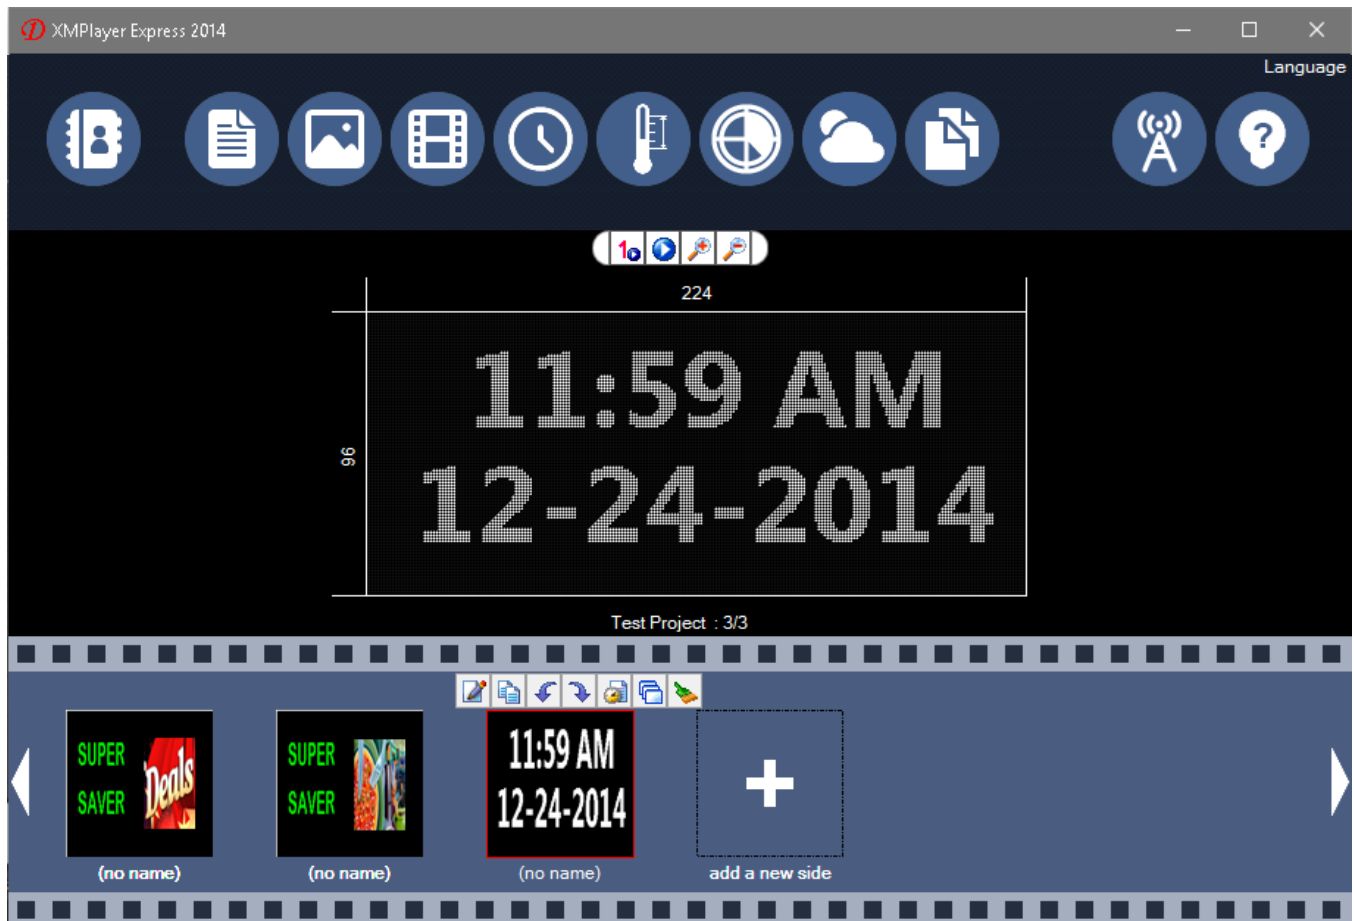 XMPlayer Express 2014
Language
1
224
96
11:59 AM
12-24-2014
Test Project : 3/3
SUPER
SAVER
Deals
(no name)
SUPER
SAVER
(no name)
11:59 AM
12-24-2014
(no name)
add a new side